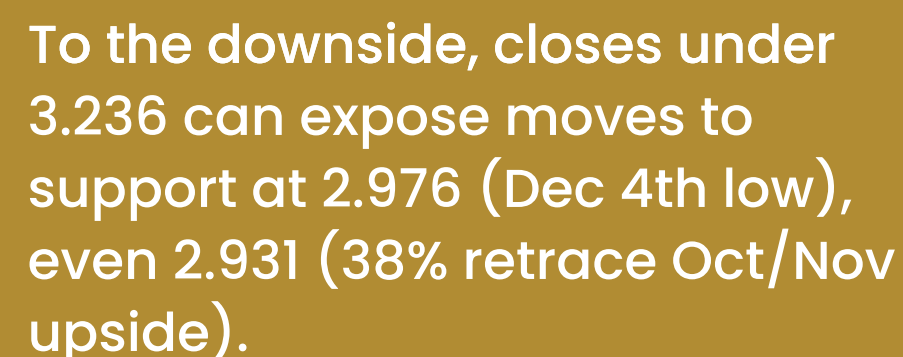 To the downside, closes under
3.236 can expose moves to
support at 2.976 (Dec 4th low),
even 2.931 (38% retrace Oct/Nov
upside).